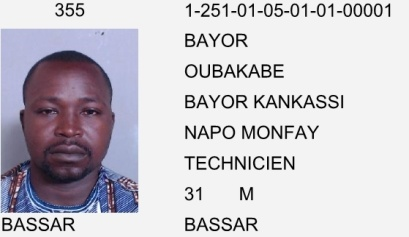 355
1-251-01-05-01-01-00001
BAYOR
OUBAKABE
BAYOR KANKASSI
NAPO MONFAY
TECHNICIEN
31 M
BASSAR
BASSAR